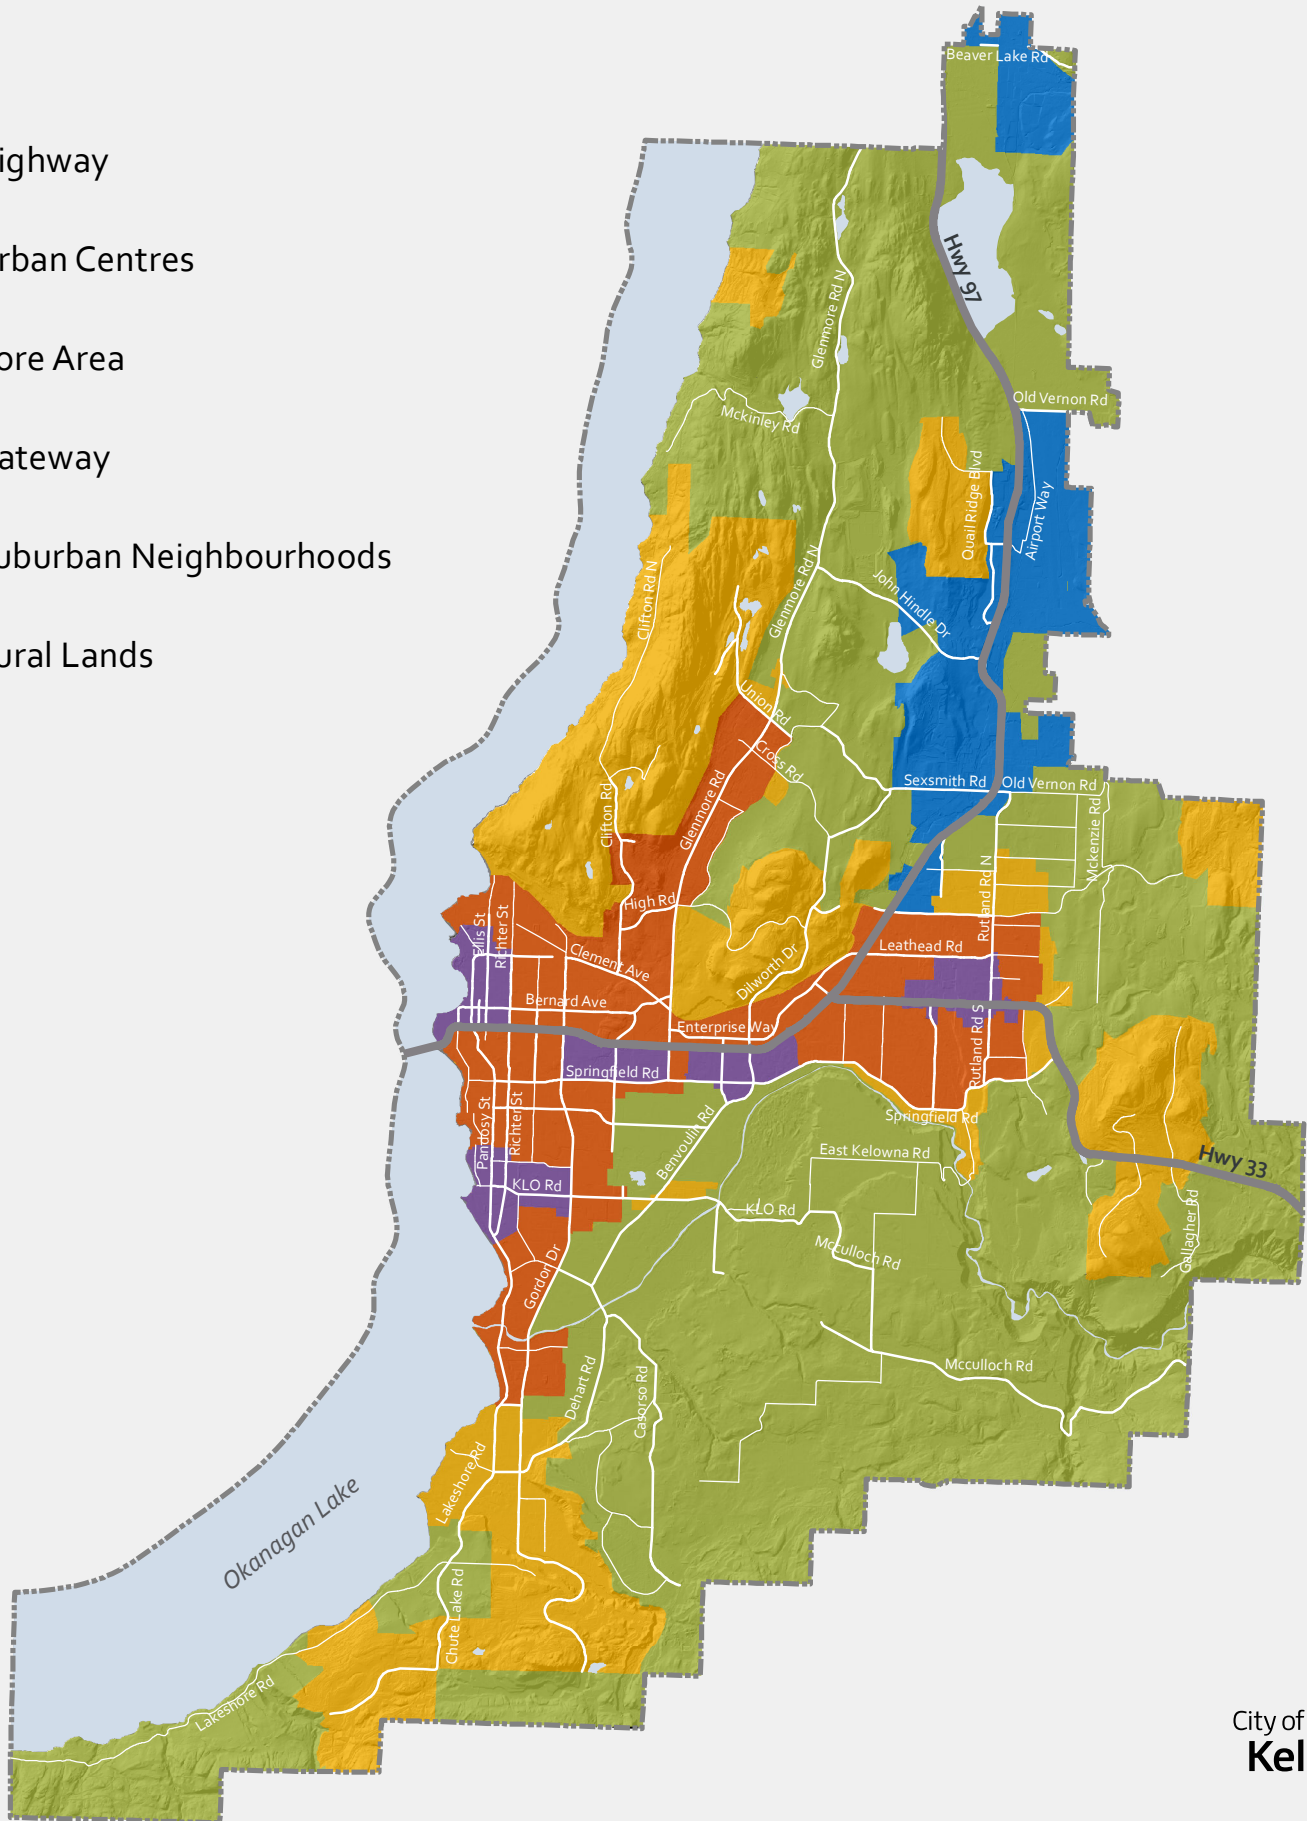 ighway
rban Centres
ore Area
ateway
uburban Neighbourhoods
ural Lands
Beaver Lake Rd
Hwy 97
Glenmore Rd N
Old Vernon Rd
Mckinley Rd
Quail Ridge Blvd
Airport Way
Clifton Rd N
Glenmore Rd N
John Hindle Dr
Union Rd
Cross Rd
Sexsmith Rd
Old Vernon Rd
Clifton Rd
Glenmore Rd
Mckenzie Rd
Rutland Rd N
High Rd
Ellis St
Richter St
Clement Ave
Leathead Rd
Dilworth Dr
Bernard Ave
Enterprise Way
Rutland Rd S
Springfield Rd
Pandosy St
Richter St
Springfield Rd
Benvoulin Rd
East Kelowna Rd
Hwy 33
KLO Rd
KLO Rd
Gallagher Rd
Mcculloch Rd
Gordon Dr
Mcculloch Rd
Dehart Rd
Casorso Rd
Lakeshore Rd
Okanagan Lake
Chute Lake Rd
Lakeshore Rd
City of
Kel